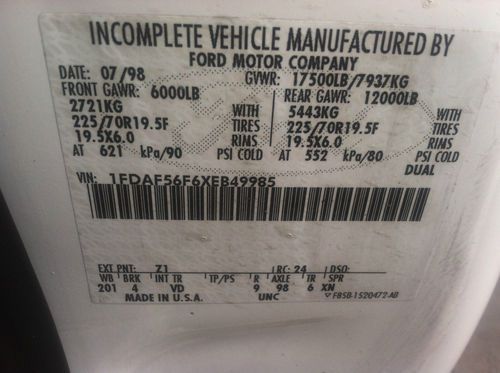 INCOMPLETE VEHICLE MANUFACTURED BY
FORD MOTOR COMPANY
DATE: 07/98 GVWR: 17500LB/7937KG
FRONT GAWR: 6000LB REAR GAWR: 12000LB
2721KG WITH 5443KG WITH
225/70R19.5F TIRES 225/70R19.5F TIRES
19.5X6.0 RIMS 19.5X6.0 RIMS
AT 621 kPa/90 PSI COLD AT 552 kPa/80 PSI COLD
DUAL
VIN: 1FDAF56F6XEB49985
EXT PNT: Z1 RC: 24 DSO:
WB BRK INT TR TP/PS R AXLE TR SPR
201 4 VD 9 98 6 XN
MADE IN U.S.A. UNC F85B-1520472-AB